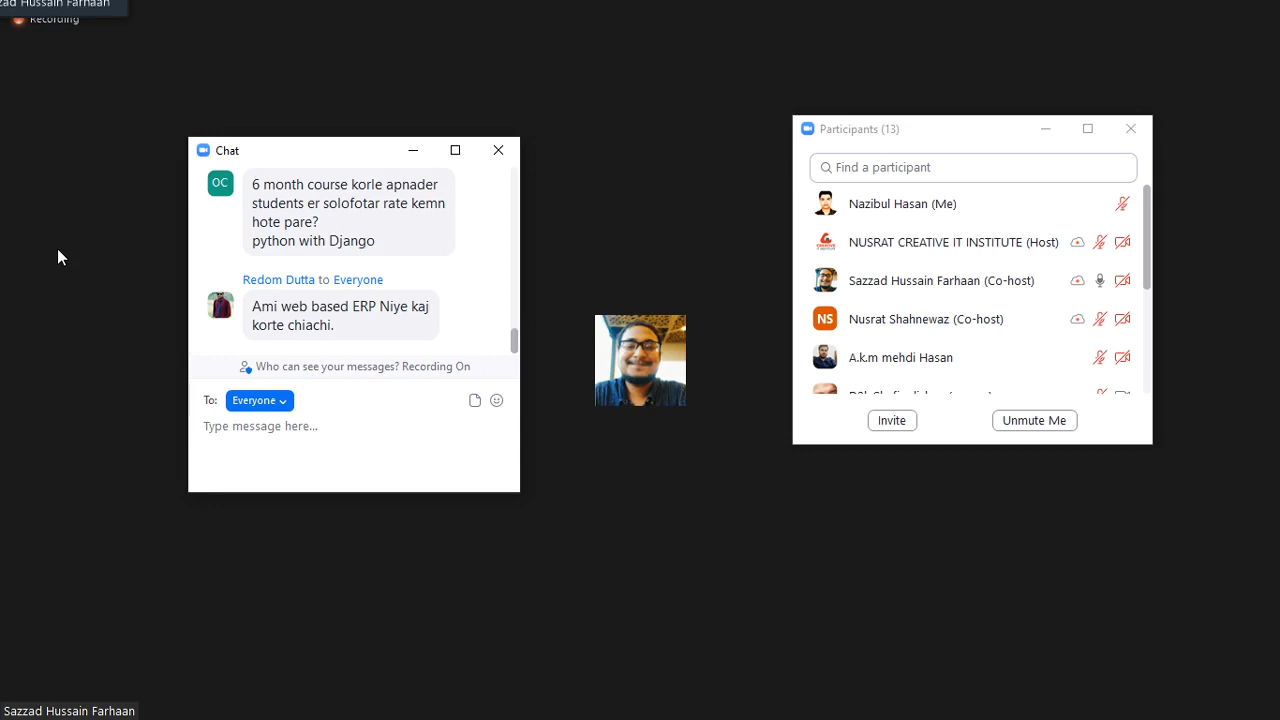 zad Hussain Farhaan
Recording
Chat
OC
6 month course korle apnader
students er solofotar rate kemn
hote pare?
python with Django
Redom Dutta to Everyone
Ami web based ERP Niye kaj
korte chiachi.
Who can see your messages? Recording On
To: Everyone
Type message here...
Participants (13)
Find a participant
Nazibul Hasan (Me)
NUSRAT CREATIVE IT INSTITUTE (Host)
Sazzad Hussain Farhaan (Co-host)
NS Nusrat Shahnewaz (Co-host)
A.k.m mehdi Hasan
Invite
Unmute Me
Sazzad Hussain Farhaan